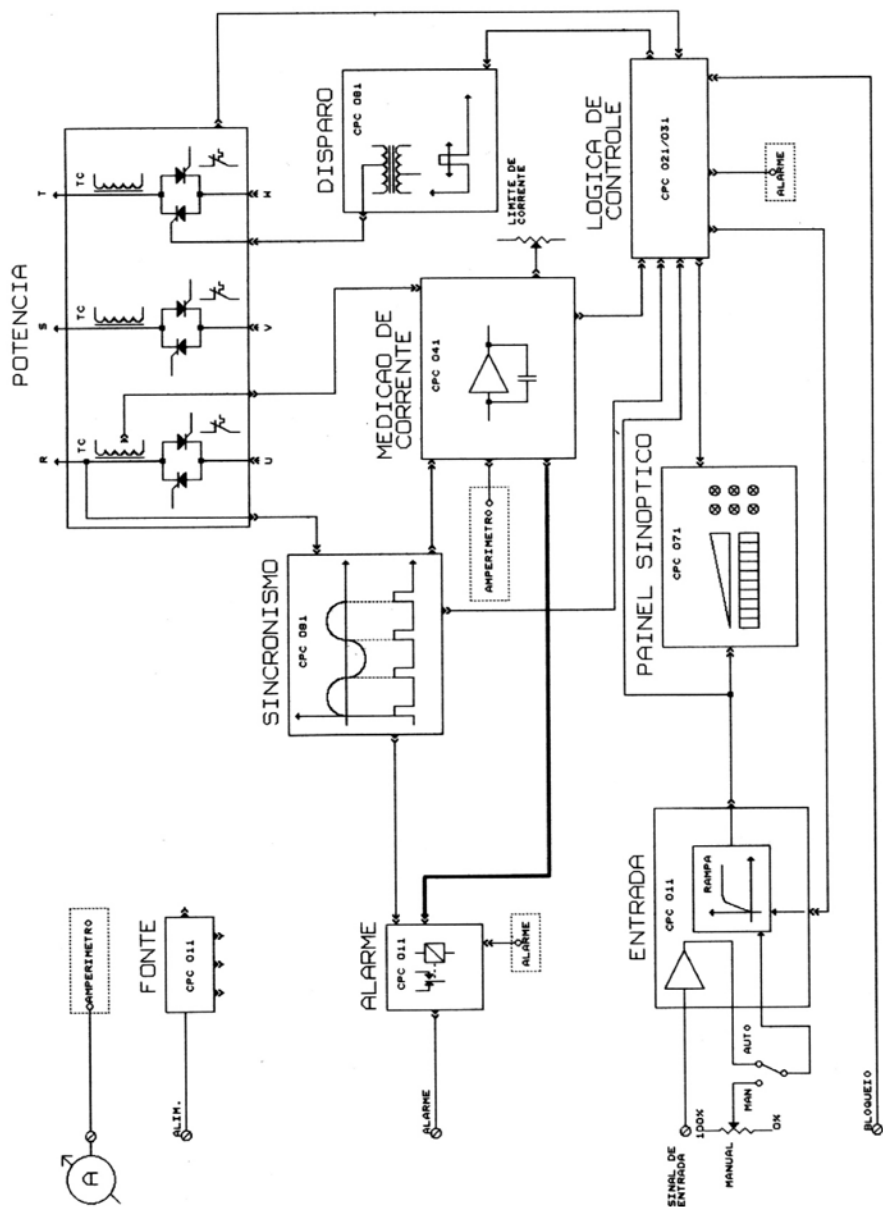 POTENCIA
R
TC
S
TC
T
TC
U
V
W
DISPARO
CPC 081
LIMITE DE
CORRENTE
LOGICA DE
CONTROLE
CPC 021/031
ALARME
MEDICAO DE
CORRENTE
CPC 041
AMPERIMETRO
SINCRONISMO
CPC 081
PAINEL SINOPTICO
CPC 071
A
AMPERIMETRO
FONTE
CPC 011
ALIM.
ALARME
CPC 011
ALARME
ALARME
ENTRADA
CPC 011
RAMPA
AUTO
MAN
SINAL DE
ENTRADA
100%
MANUAL
0%
BLOQUEIO